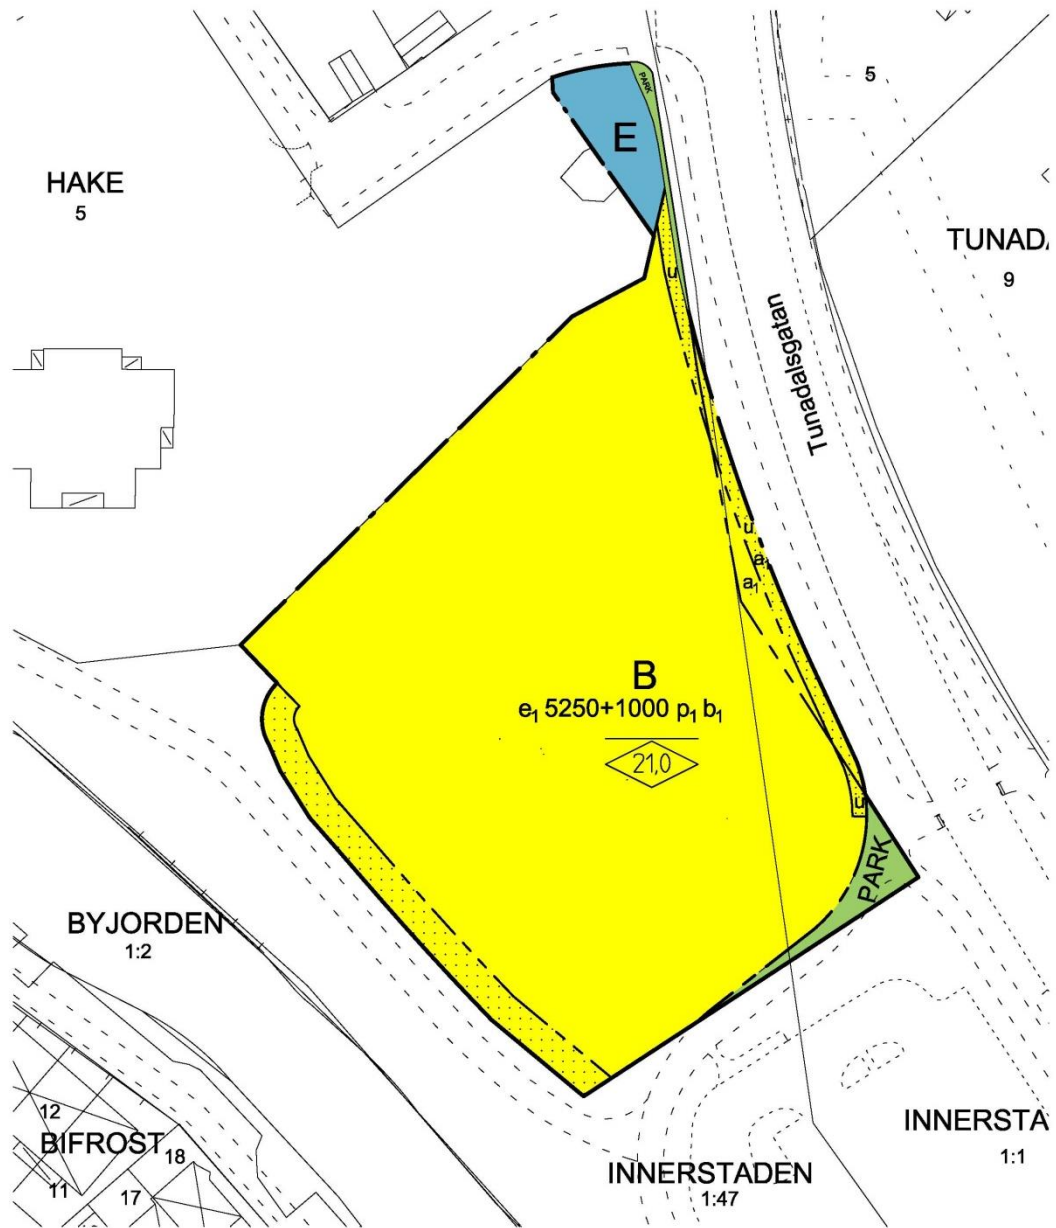 PARK
5
E
HAKE
5
TUNADA
9
u
Tunadalsgatan
u
a₁
a₁
B
e₁ 5250+1000 p₁ b₁
21,0
u
PARK
BYJORDEN
1:2
12
BIFROST
18
11
17
INNERSTADEN
1:47
INNERSTA
1:1